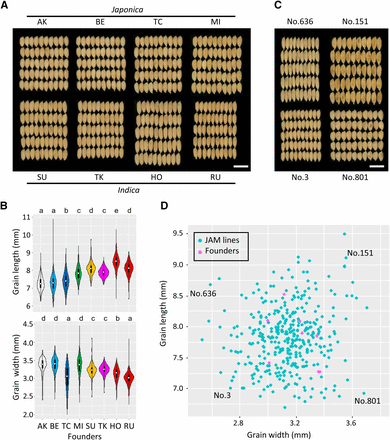 A
Japonica
AK BE TC MI
SU TK HO RU
Indica
C
No.636 No.151
No.3 No.801
B
a a b c d c e d
Grain length (mm)
11
10
9
8
7
6
d d a d c c b a
Grain width (mm)
4.5
4.0
3.5
3.0
2.5
2.0
AK BE TC MI SU TK HO RU
Founders
D
Grain length (mm)
9.5
9.0
8.5
8.0
7.5
7.0
6.5
JAM lines
Founders
No.151
No.636
No.3
No.801
2.8 3.2 3.6
Grain width (mm)